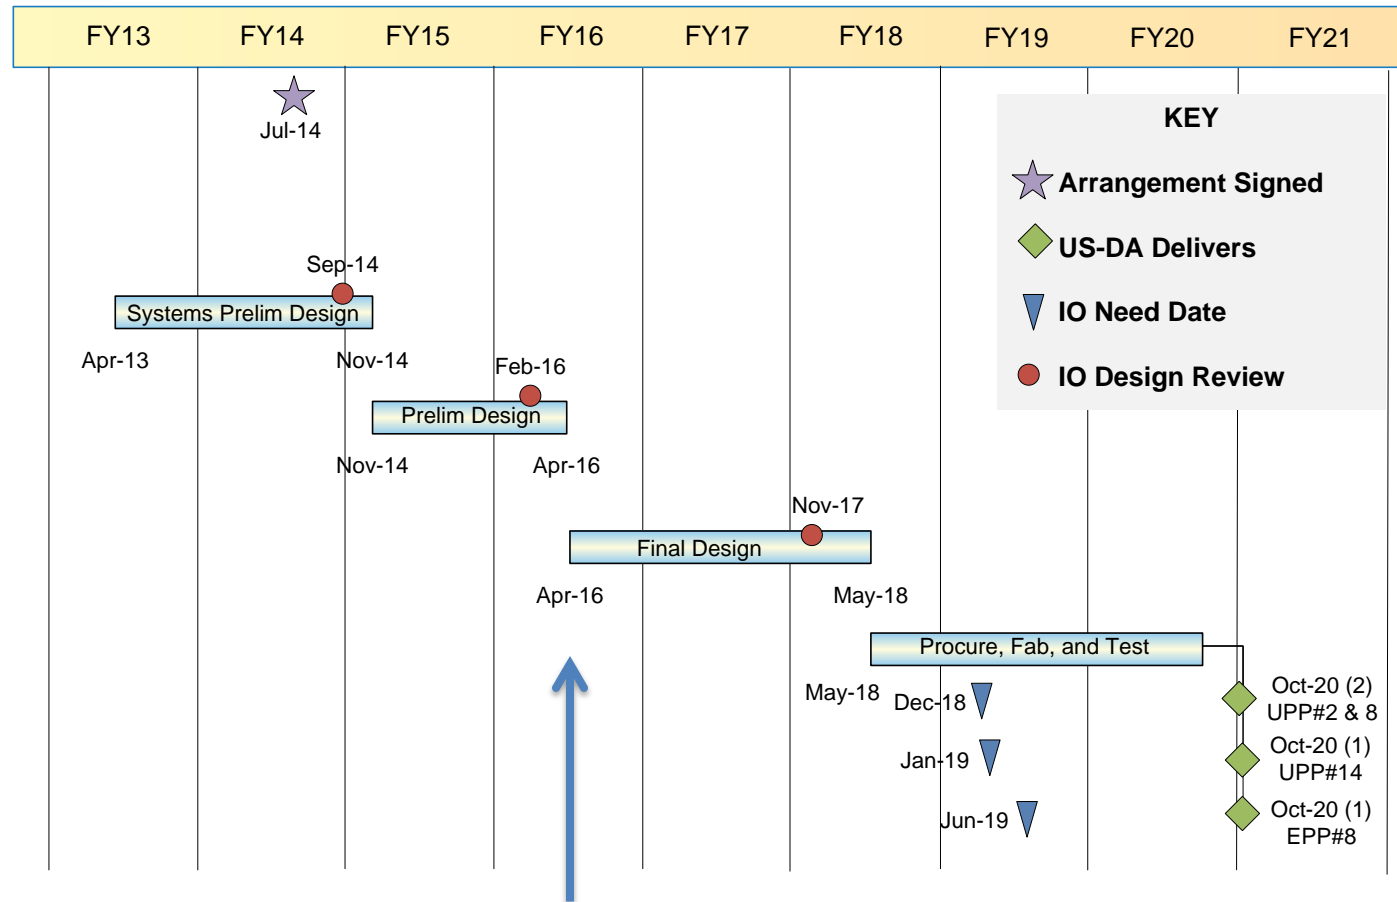 FY13 FY14 FY15 FY16 FY17 FY18 FY19 FY20 FY21
Jul-14
KEY
Arrangement Signed
US-DA Delivers
IO Need Date
IO Design Review
Sep-14
Systems Prelim Design
Apr-13
Nov-14
Feb-16
Prelim Design
Nov-14
Apr-16
Nov-17
Final Design
Apr-16
May-18
Procure, Fab, and Test
May-18
Dec-18
Oct-20 (2)
UPP#2 & 8
Jan-19
Oct-20 (1)
UPP#14
Jun-19
Oct-20 (1)
EPP#8